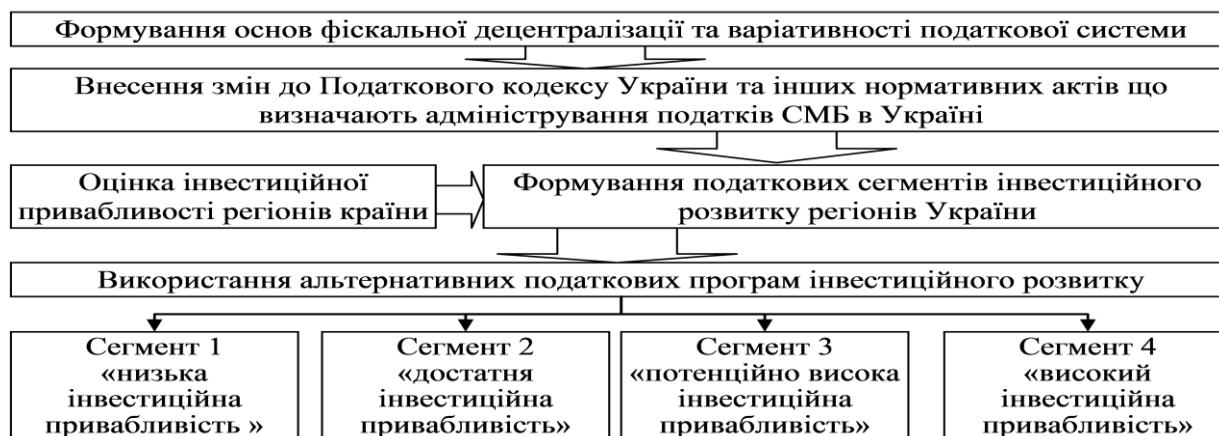 Формування основ фіскальної децентралізації та варіативності податкової системи
Внесення змін до Податкового кодексу України та інших нормативних актів що
визначають адміністрування податків СМБ в Україні
Оцінка інвестиційної
привабливості регіонів країни
Формування податкових сегментів інвестиційного
розвитку регіонів України
Використання альтернативних податкових програм інвестиційного розвитку
Сегмент 1
«низька
інвестиційна
привабливість »
Сегмент 2
«достатня
інвестиційна
привабливість»
Сегмент 3
«потенційно висока
інвестиційна
привабливість»
Сегмент 4
«високий
інвестиційна
привабливість»